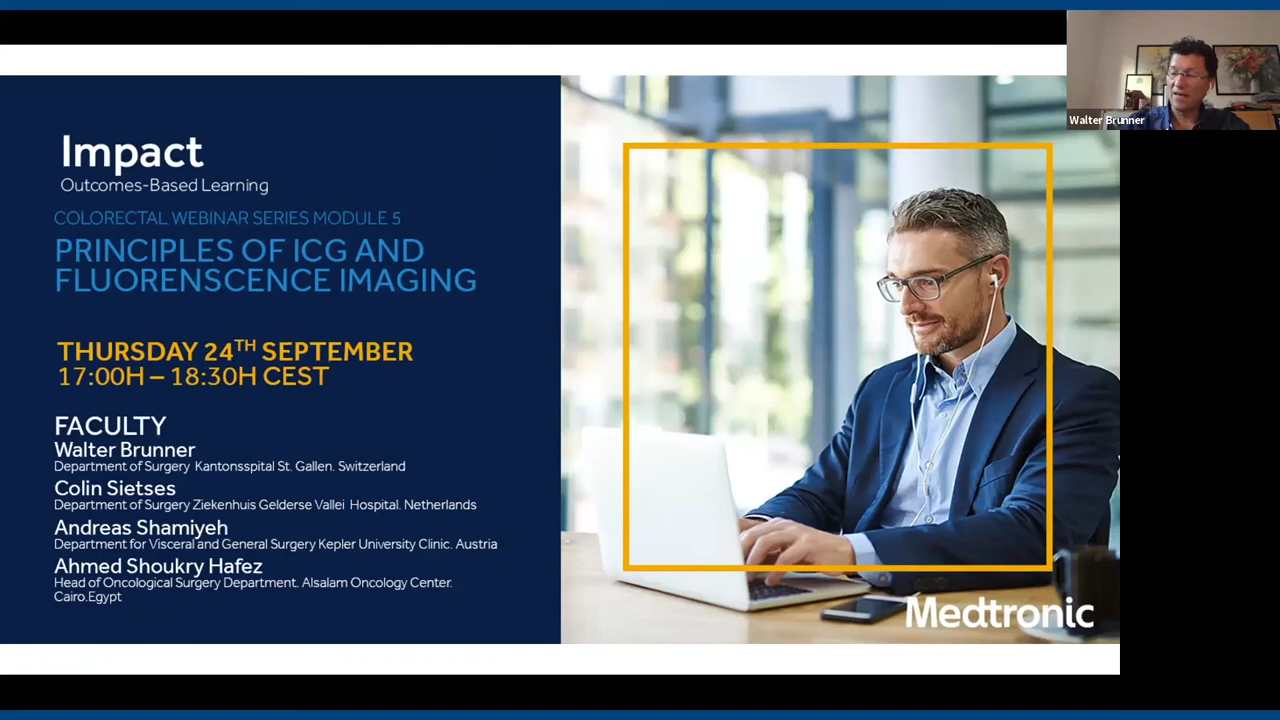 Impact
Outcomes-Based Learning
COLORECTAL WEBINAR SERIES MODULE 5
PRINCIPLES OF ICG AND
FLUORENSCENCE IMAGING
THURSDAY 24TH SEPTEMBER
17:00H – 18:30H CEST
FACULTY
Walter Brunner
Department of Surgery Kantonsspital St. Gallen. Switzerland
Colin Sietses
Department of Surgery Ziekenhuis Gelderse Vallei Hospital. Netherlands
Andreas Shamiyeh
Department for Visceral and General Surgery Kepler University Clinic. Austria
Ahmed Shoukry Hafez
Head of Oncological Surgery Department. Alsalam Oncology Center.
Cairo.Egypt
Medtronic
Walter Brunner